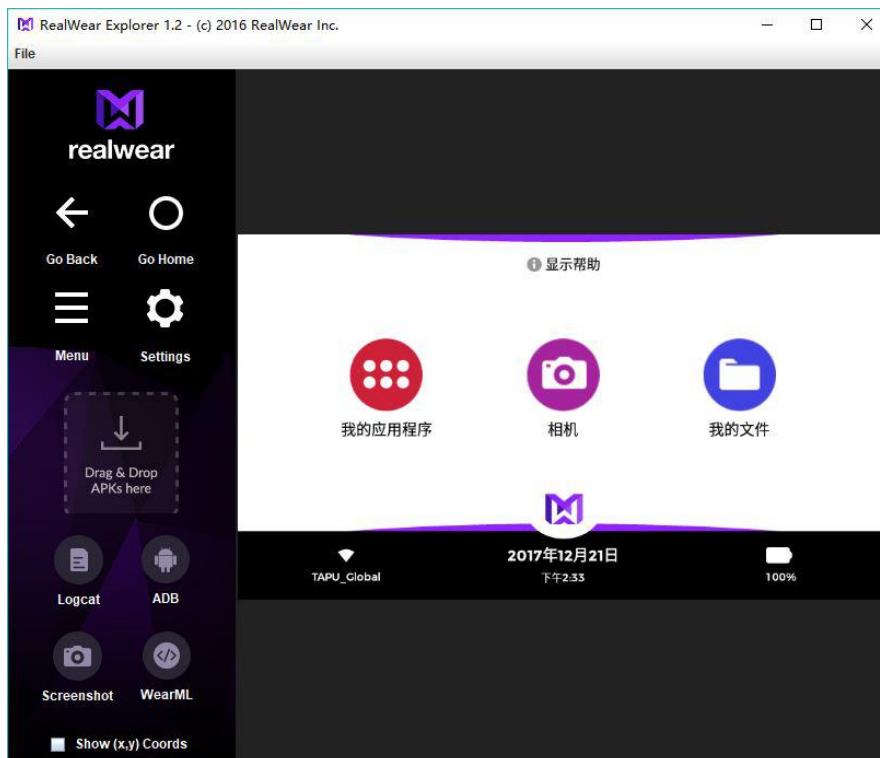 RealWear Explorer 1.2 - (c) 2016 RealWear Inc.
File
realwear
Go Back
Go Home
Menu
Settings
Drag & Drop
APKs here
Logcat
ADB
Screenshot
WearML
Show (x,y) Coords
显示帮助
我的应用程序
相机
我的文件
TAPU_Global
2017年12月21日
下午2:33
100%